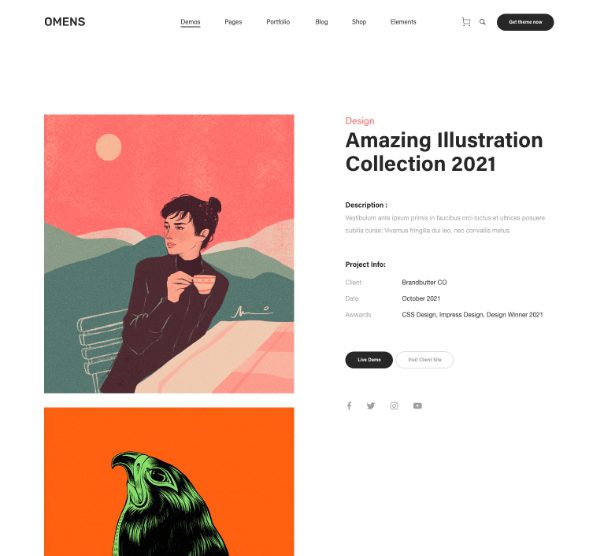 OMENS
Demos Pages Portfolio Blog Shop Elements
Get theme now
Design
Amazing Illustration
Collection 2021
Description :
Vestibulum ante ipsum primis in faucibus orci luctus et ultrices posuere
cubilia curae; Vivamus fringilla dui leo, nec convallis metus
Project Info:
Client Brandbutter CO
Date October 2021
Awwards CSS Design, Impress Design, Design Winner 2021
Live Demo Visit Client Site